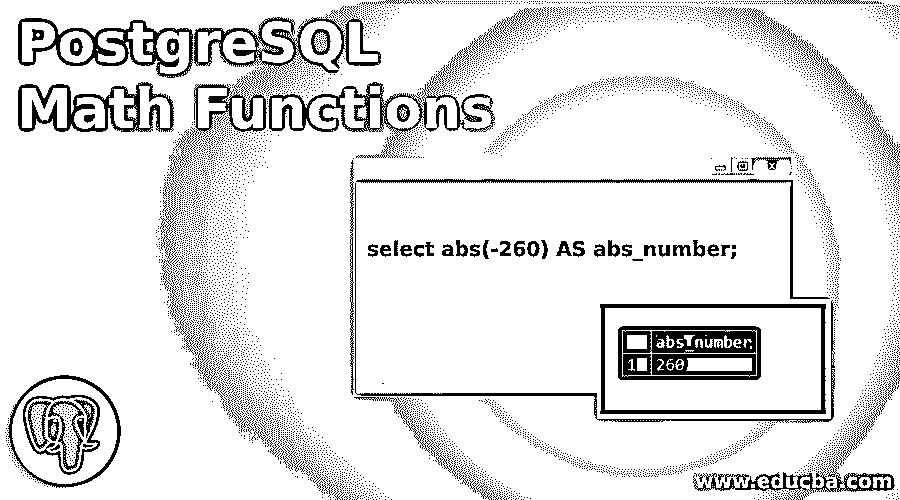 PostgreSQL
Math Functions
select abs(-260) AS abs_number;
abs_number
1 260
www.educba.com